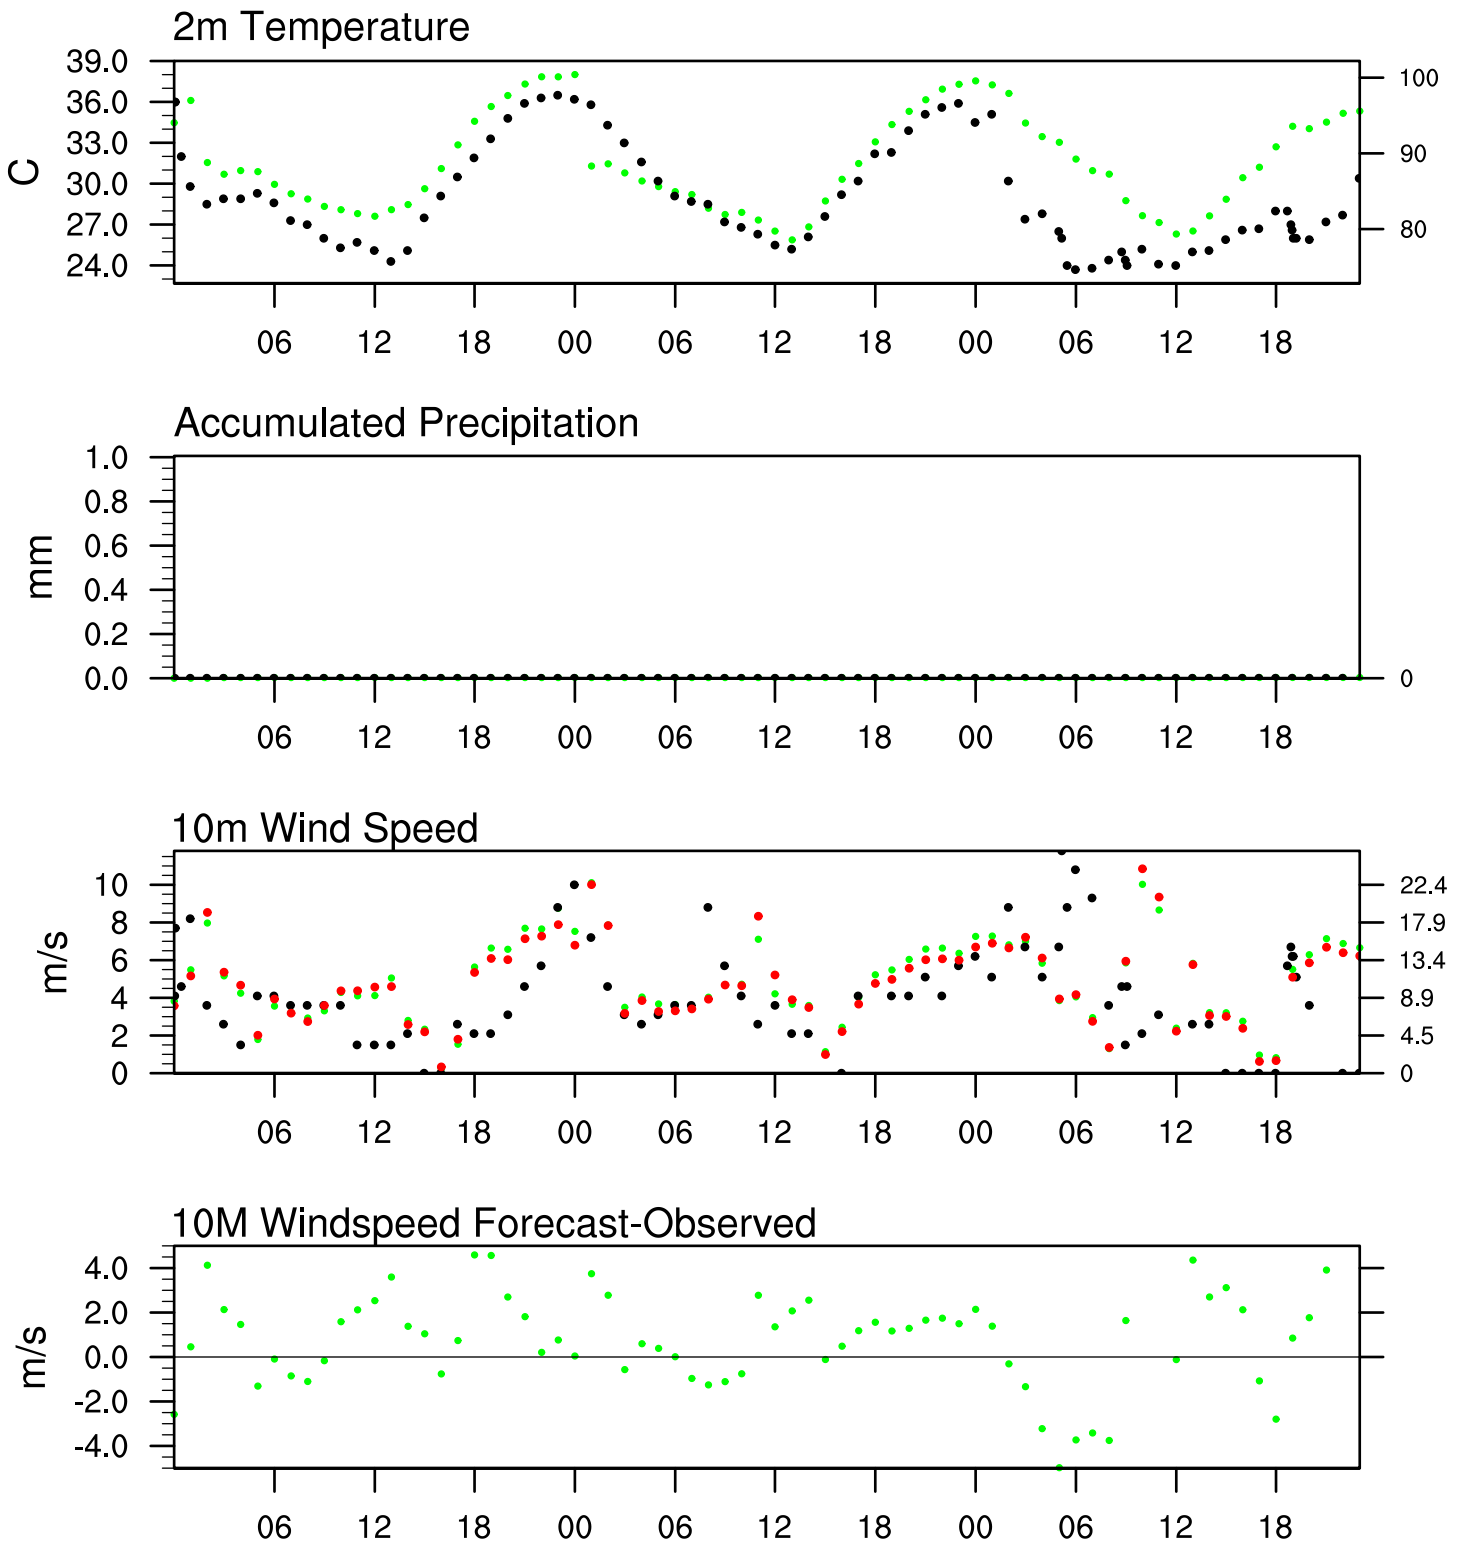 2m Temperature
39.0
36.0
33.0
30.0
27.0
24.0
C
100
90
80
06 12 18 00 06 12 18 00 06 12 18
Accumulated Precipitation
1.0
0.8
0.6
0.4
0.2
0.0
mm
0
06 12 18 00 06 12 18 00 06 12 18
10m Wind Speed
10
8
6
4
2
0
m/s
22.4
17.9
13.4
8.9
4.5
0
06 12 18 00 06 12 18 00 06 12 18
10M Windspeed Forecast-Observed
4.0
2.0
0.0
-2.0
-4.0
m/s
06 12 18 00 06 12 18 00 06 12 18